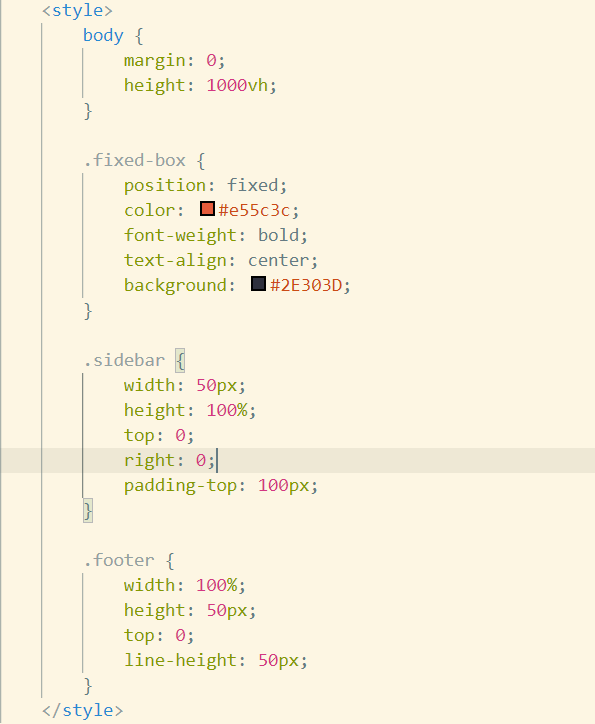 <style>
body {
margin: 0;
height: 1000vh;
}
.fixed-box {
position: fixed;
color: #e55c3c;
font-weight: bold;
text-align: center;
background: #2E303D;
}
.sidebar {
width: 50px;
height: 100%;
top: 0;
right: 0;
padding-top: 100px;
}
.footer {
width: 100%;
height: 50px;
top: 0;
line-height: 50px;
}
</style>